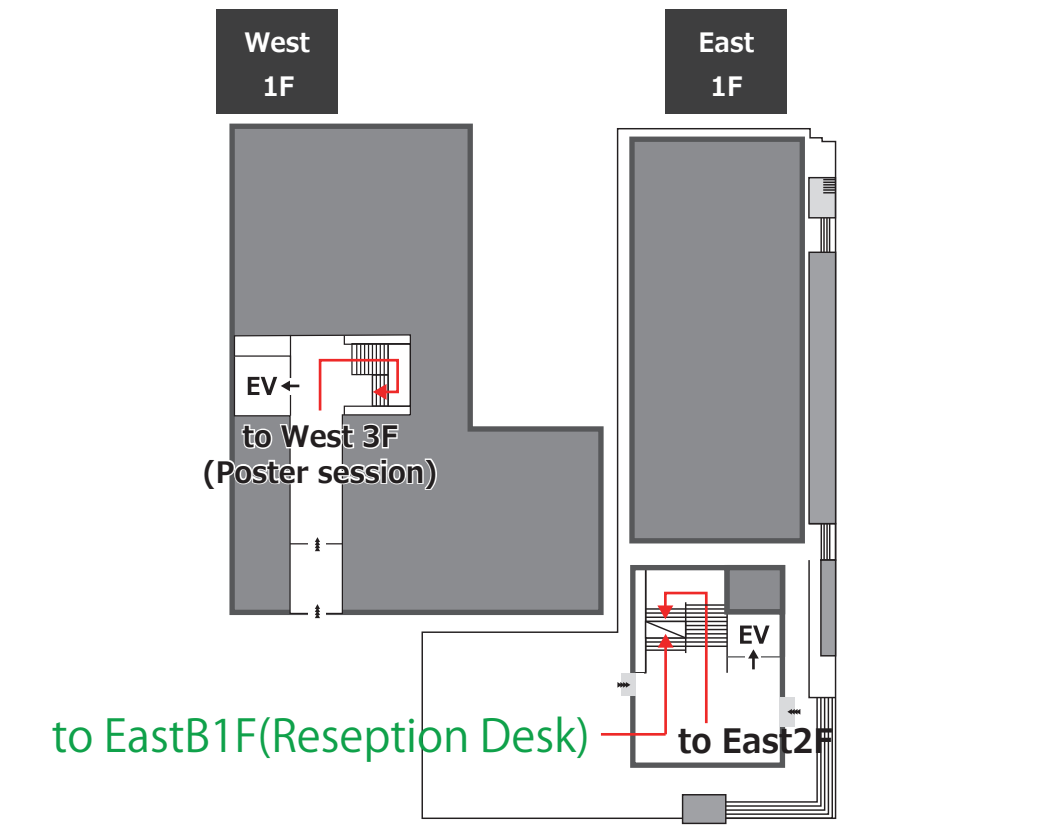 West
1F
East
1F
EV
to West 3F
(Poster session)
EV
to EastB1F(Reseption Desk)
to East2F